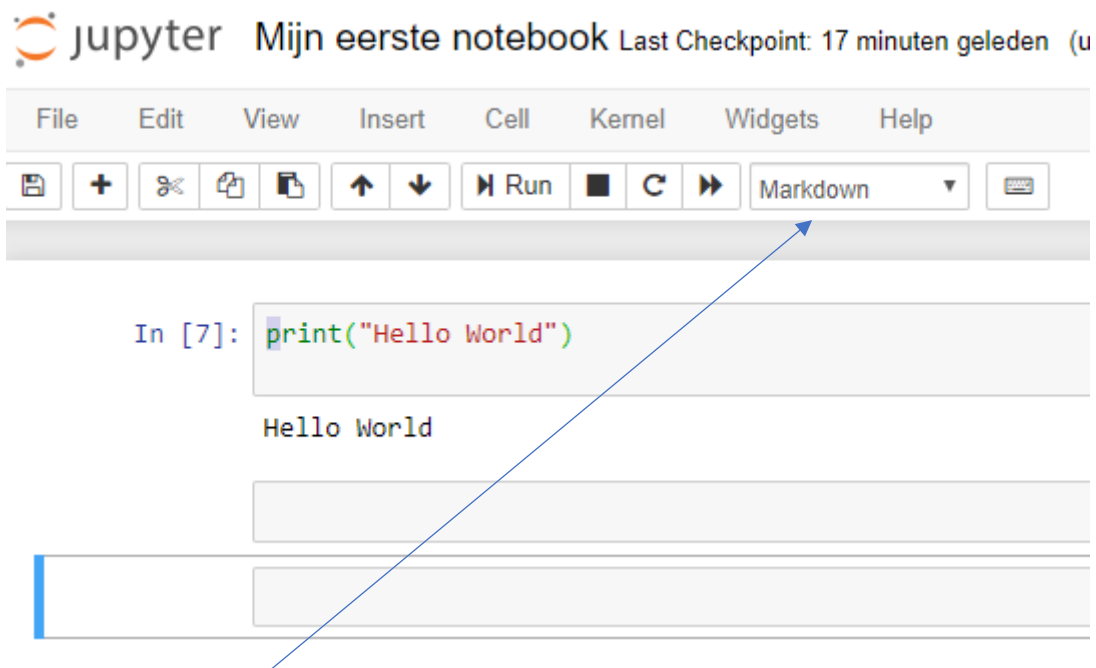 jupyter Mijn eerste notebook Last Checkpoint: 17 minuten geleden (u
File Edit View Insert Cell Kernel Widgets Help
Run Markdown
In [7]: print("Hello World")
Hello World